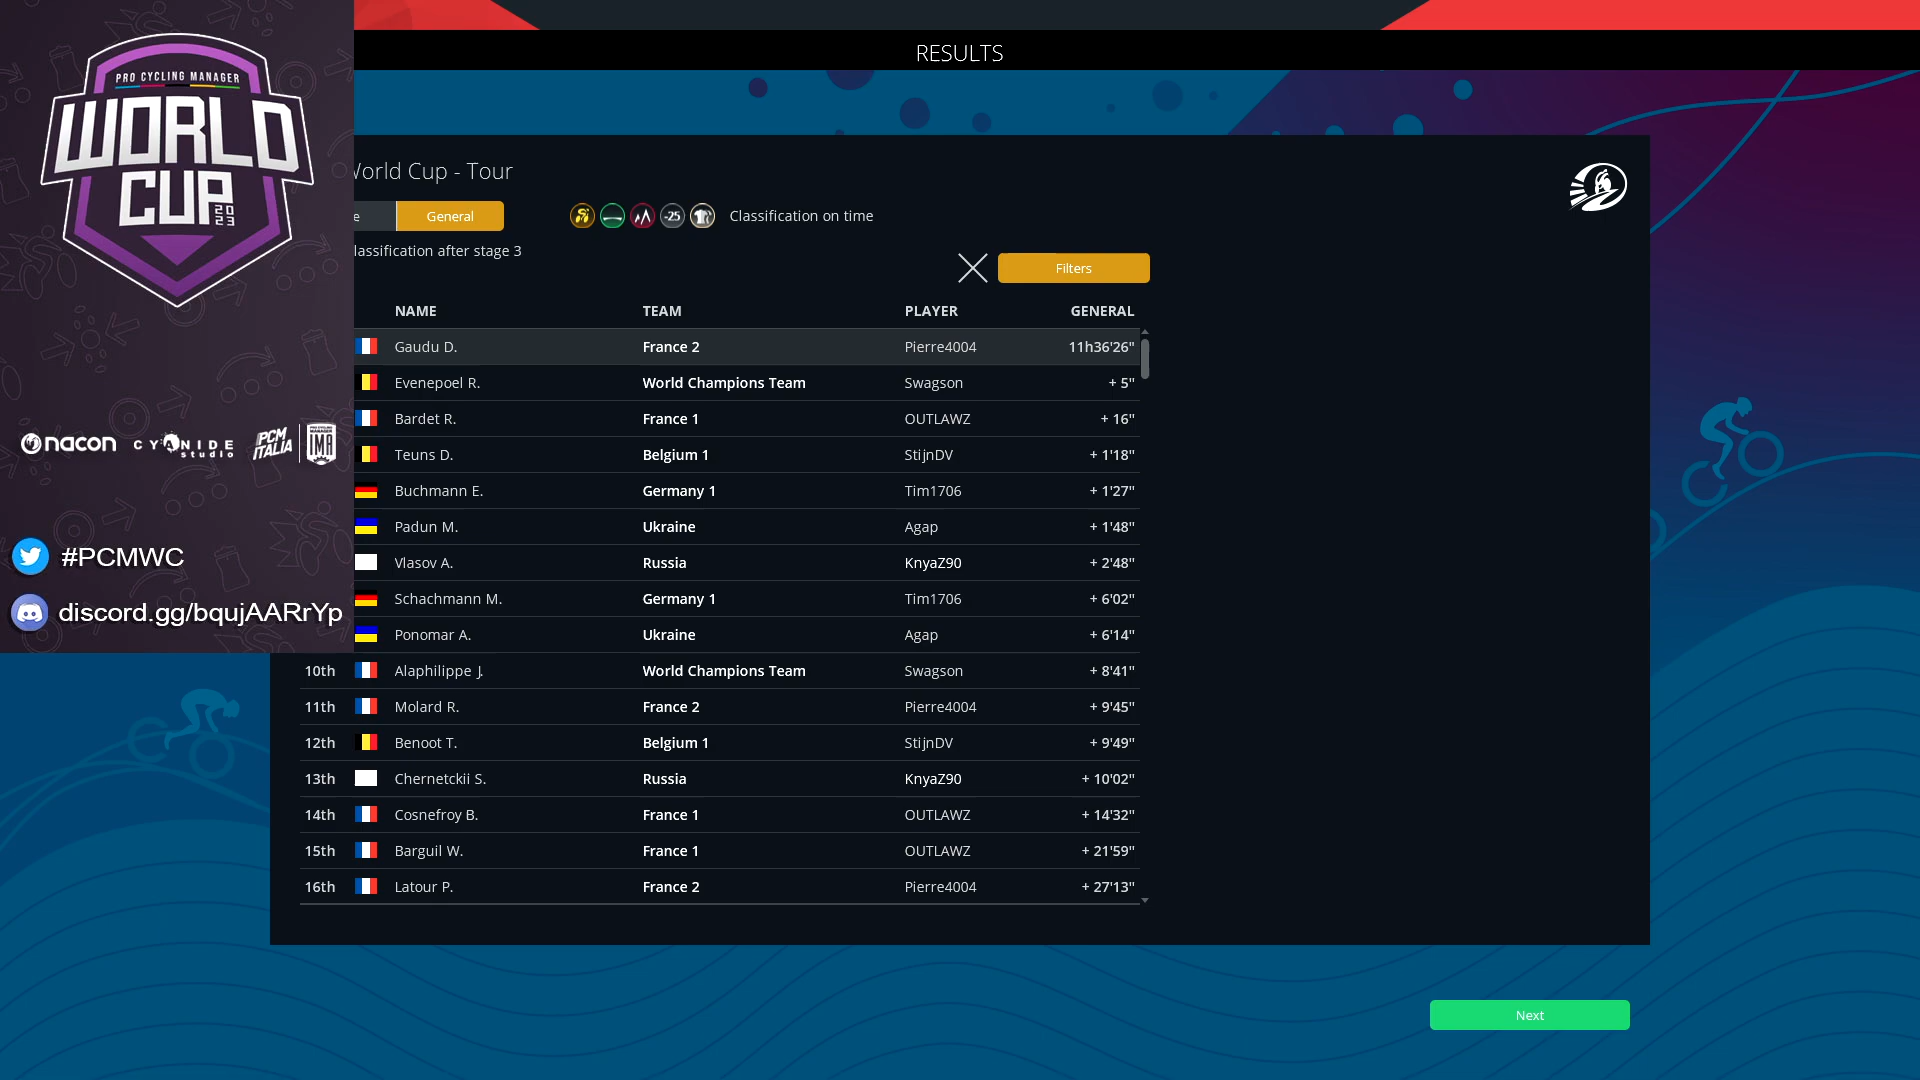 RESULTS
PRO CYCLING MANAGER
WORLD
CUP
20
23
World Cup - Tour
e General Classification on time
-25
lassification after stage 3
Filters
NAME TEAM PLAYER GENERAL
Gaudu D. France 2 Pierre4004 11h36'26"
Evenepoel R. World Champions Team Swagson + 5"
Bardet R. France 1 OUTLAWZ + 16"
Teuns D. Belgium 1 StijnDV + 1'18"
Buchmann E. Germany 1 Tim1706 + 1'27"
Padun M. Ukraine Agap + 1'48"
Vlasov A. Russia KnyaZ90 + 2'48"
Schachmann M. Germany 1 Tim1706 + 6'02"
Ponomar A. Ukraine Agap + 6'14"
10th Alaphilippe J. World Champions Team Swagson + 8'41"
11th Molard R. France 2 Pierre4004 + 9'45"
12th Benoot T. Belgium 1 StijnDV + 9'49"
13th Chernetckii S. Russia KnyaZ90 + 10'02"
14th Cosnefroy B. France 1 OUTLAWZ + 14'32"
15th Barguil W. France 1 OUTLAWZ + 21'59"
16th Latour P. France 2 Pierre4004 + 27'13"
nacon CYANIDE studio PCM ITALIA
#PCMWC
discord.gg/bqujAARrYp
Next